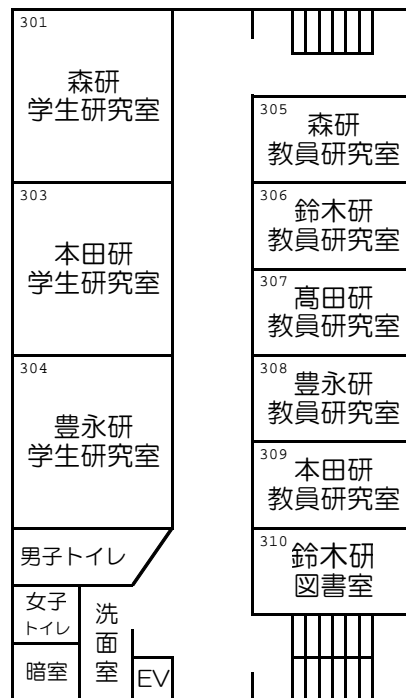 301
森研
学生研究室
303
本田研
学生研究室
304
豊永研
学生研究室
男子トイレ
女子
トイレ
暗室
洗
面
室
EV
305
森研
教員研究室
306
鈴木研
教員研究室
307
髙田研
教員研究室
308
豊永研
教員研究室
309
本田研
教員研究室
310
鈴木研
図書室